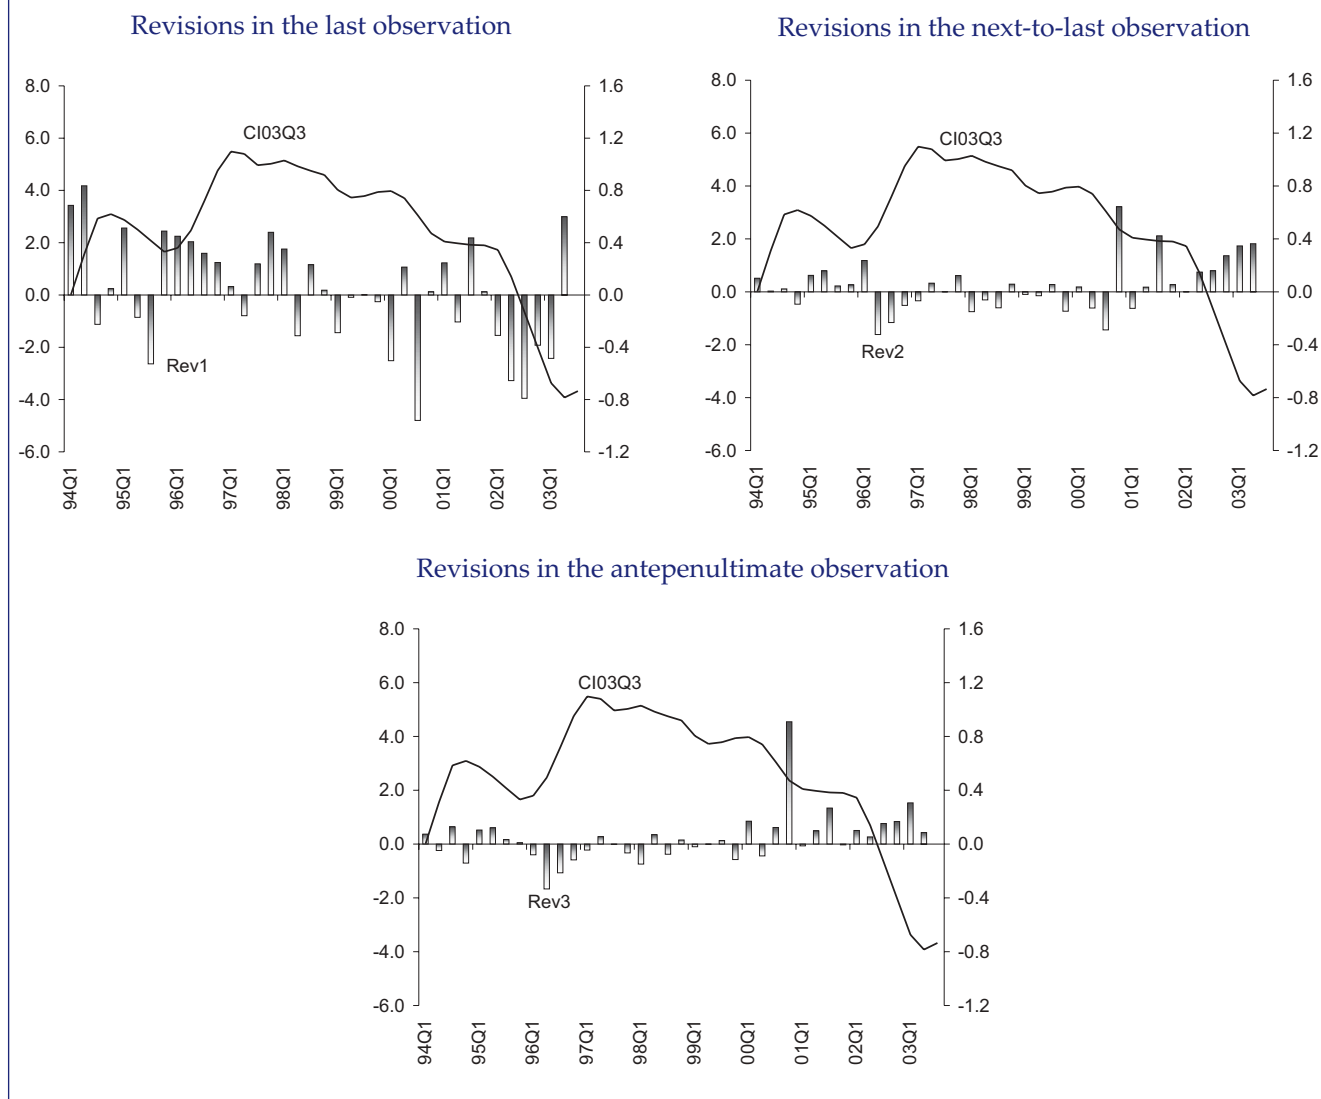 Revisions in the last observation
8.0
6.0
4.0
2.0
0.0
-2.0
-4.0
-6.0
1.6
1.2
0.8
0.4
0.0
-0.4
-0.8
-1.2
CI03Q3
Rev1
94Q1
95Q1
96Q1
97Q1
98Q1
99Q1
00Q1
01Q1
02Q1
03Q1
Revisions in the next-to-last observation
8.0
6.0
4.0
2.0
0.0
-2.0
-4.0
-6.0
1.6
1.2
0.8
0.4
0.0
-0.4
-0.8
-1.2
CI03Q3
Rev2
94Q1
95Q1
96Q1
97Q1
98Q1
99Q1
00Q1
01Q1
02Q1
03Q1
Revisions in the antepenultimate observation
8.0
6.0
4.0
2.0
0.0
-2.0
-4.0
-6.0
1.6
1.2
0.8
0.4
0.0
-0.4
-0.8
-1.2
CI03Q3
Rev3
94Q1
95Q1
96Q1
97Q1
98Q1
99Q1
00Q1
01Q1
02Q1
03Q1